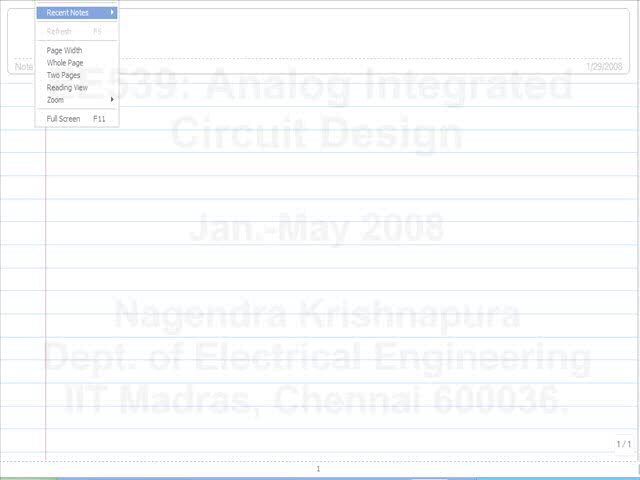 Recent Notes
Refresh F5
Page Width
Whole Page
Two Pages
Reading View
Zoom
Full Screen F11
Note
1/29/2008
EE539: Analog Integrated
Circuit Design
Jan.-May 2008
Nagendra Krishnapura
Dept. of Electrical Engineering
IIT Madras, Chennai 600036.
1 / 1
1